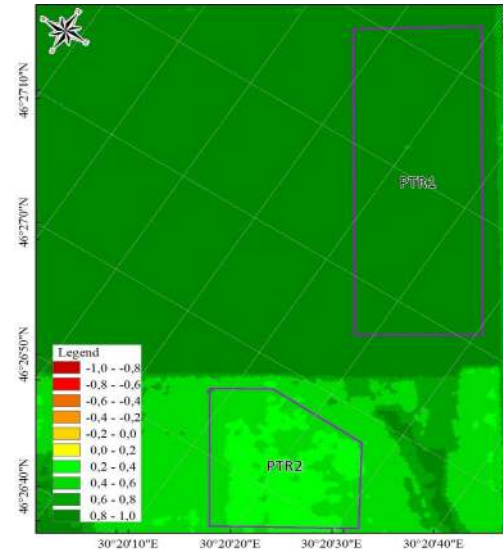 46°27'10"
46°27'0"
46°26'50"
46°26'40"
PTR1
PTR2
Legend
-1,0 - -0,8
-0,8 - -0,6
-0,6 - -0,4
-0,4 - -0,2
-0,2 - 0,0
0,0 - 0,2
0,2 - 0,4
0,4 - 0,6
0,6 - 0,8
0,8 - 1,0
30°20'10"E
30°20'20"E
30°20'30"E
30°20'40"E